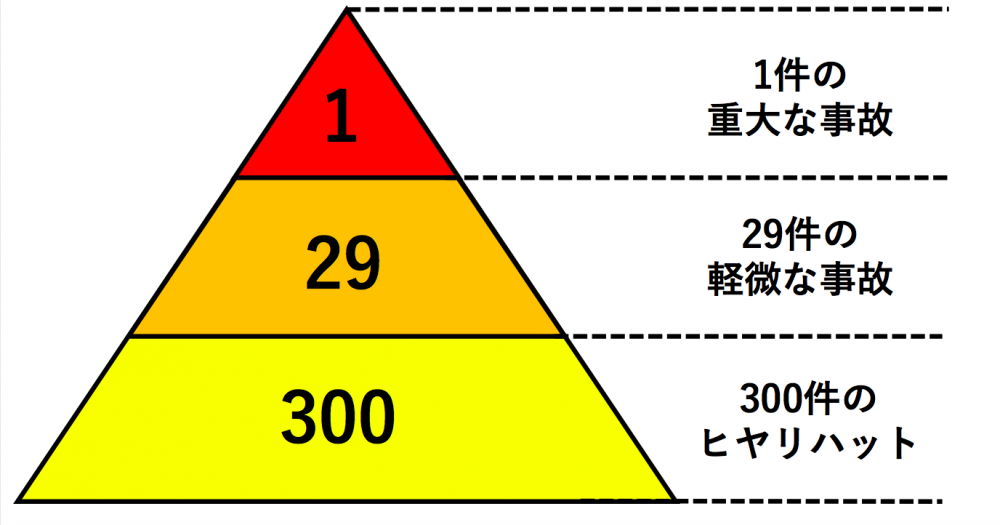 1
1件の
重大な事故
29
29件の
軽微な事故
300
300件の
ヒヤリハット